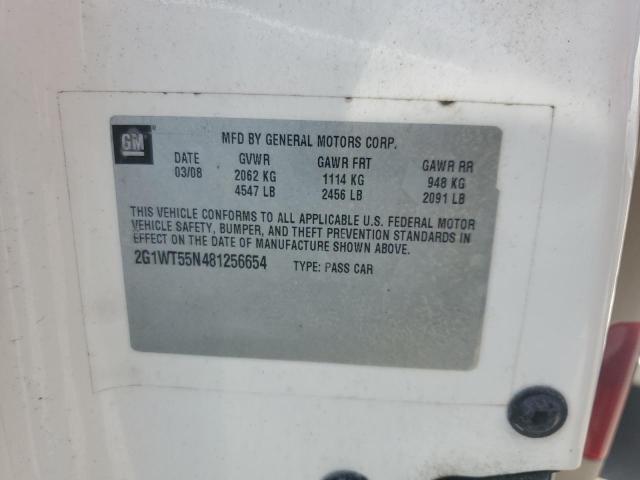 GM
MFD BY GENERAL MOTORS CORP.
DATE GVWR GAWR FRT GAWR RR
03/08 2062 KG 1114 KG 948 KG
4547 LB 2456 LB 2091 LB
THIS VEHICLE CONFORMS TO ALL APPLICABLE U.S. FEDERAL MOTOR
VEHICLE SAFETY, BUMPER, AND THEFT PREVENTION STANDARDS IN
EFFECT ON THE DATE OF MANUFACTURE SHOWN ABOVE.
2G1WT55N481256654 TYPE: PASS CAR